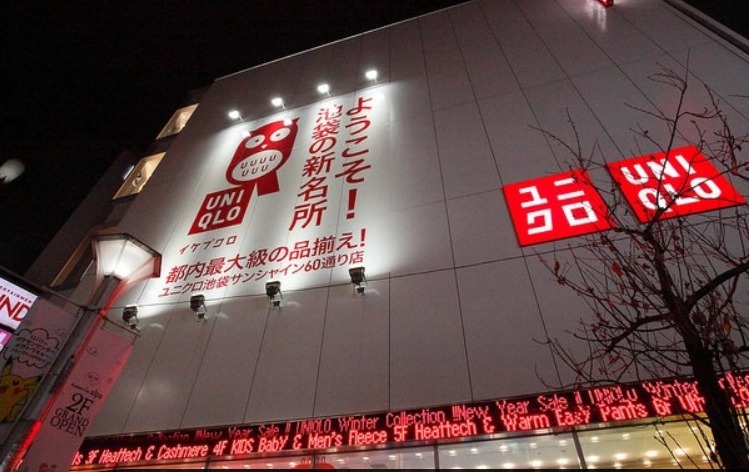 ようこそ!
池袋の新名所
UNI
QLO
イケブクロ
都内最大級の品揃え!
ユニクロ池袋サンシャイン60通り店
ユニ
クロ
UNI
QLO
2F
GRAND
OPEN
New Year Sale !! UNIQLO Winter Collection !!New Year Sale !! UNIQLO Winter
3F Heattech & Cashmere 4F KIDS BaBY & Men's Fleece 5F Heattech & Warm Easy Pants 6F